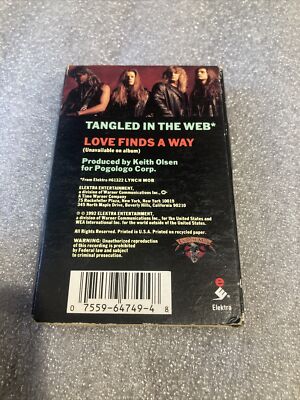 TANGLED IN THE WEB*
LOVE FINDS A WAY
(Unavailable on album)
Produced by Keith Olsen
for Pogologo Corp.
*From Elektra #61322 LYNCH MOB
ELEKTRA ENTERTAINMENT,
a division of Warner Communications Inc.,
A Time Warner Company
75 Rockefeller Plaza, New York, New York 10019
345 North Maple Drive, Beverly Hills, California 90210
℗ © 1992 ELEKTRA ENTERTAINMENT,
a division of Warner Communications Inc., for the United States and
WEA International Inc. for the world outside of the United States.
All Rights Reserved. Printed in U.S.A. Printed on recycled paper.
WARNING: Unauthorized reproduction
of this recording is prohibited
by Federal law and subject
to criminal prosecution.
0 7559-64749-4 8
e
Elektra